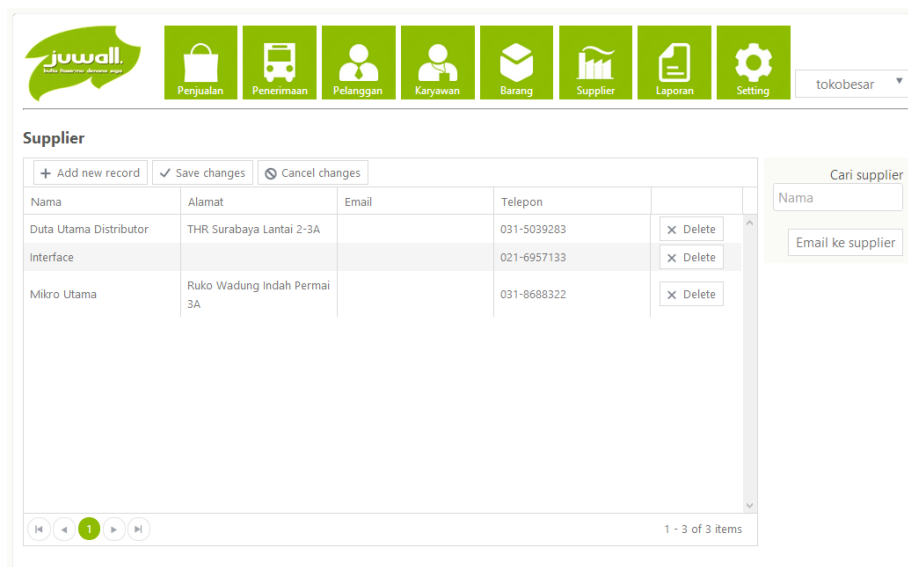 juwall.
Penjualan
Penerimaan
Pelanggan
Karyawan
Barang
Supplier
Laporan
Setting
tokobesar
Supplier
Add new record
Save changes
Cancel changes
Cari supplier
Nama
Email ke supplier
Nama Alamat Email Telepon
Duta Utama Distributor THR Surabaya Lantai 2-3A 031-5039283 Delete
Interface 021-6957133 Delete
Mikro Utama Ruko Wadung Indah Permai 031-8688322 Delete
3A
1
1 - 3 of 3 items